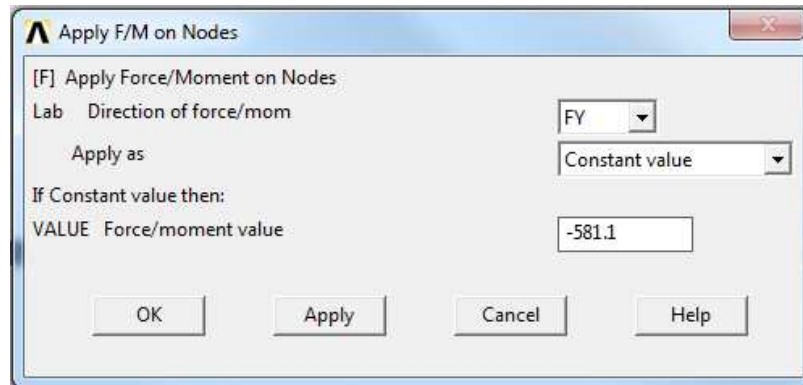 Apply F/M on Nodes
[F] Apply Force/Moment on Nodes
Lab Direction of force/mom FY
Apply as Constant value
If Constant value then:
VALUE Force/moment value -581.1
OK Apply Cancel Help